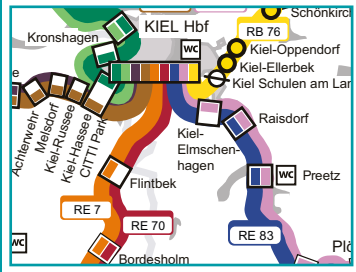 Schönkirch
KIEL Hbf
RB 76
Kronshagen
WC
Kiel-Oppendorf
Kiel-Ellerbek
Kiel Schulen am Lan
e
Achterwehr
Melsdorf
Kiel-Russee
Kiel-Hassee
CITTI Park
Kiel-
Elmschen-
hagen
Raisdorf
Flintbek
Preetz
WC
RE 7
RE 70
RE 83
WC
Bordesholm
Plö